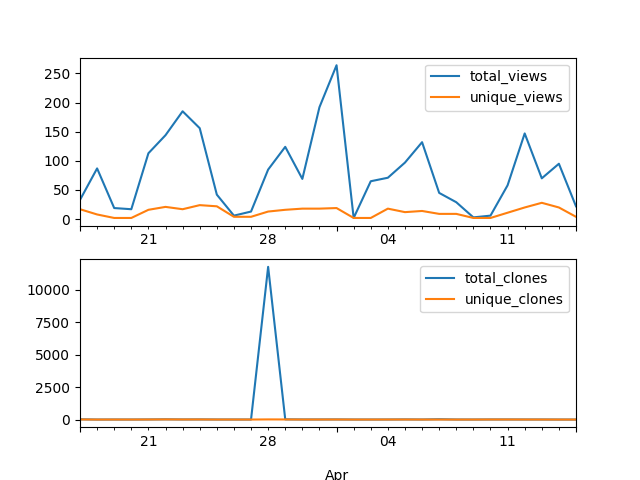 250
200
150
100
50
0
total_views
unique_views
21 28 04 11
10000
7500
5000
2500
0
total_clones
unique_clones
21 28 04 11
Apr